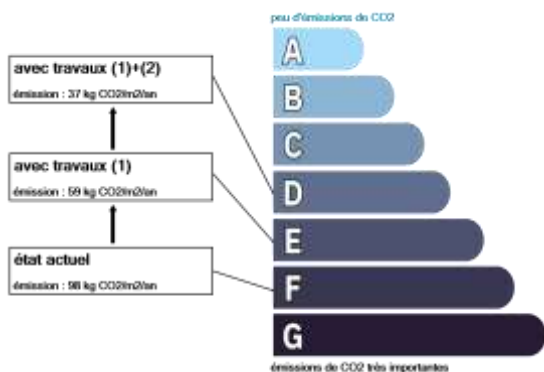 peu d'émissions de CO2
avec travaux (1)+(2)
émission : 37 kg CO2/m2/an
avec travaux (1)
émission : 59 kg CO2/m2/an
état actuel
émission : 98 kg CO2/m2/an
A
B
C
D
E
F
G
émissions de CO2 très importantes